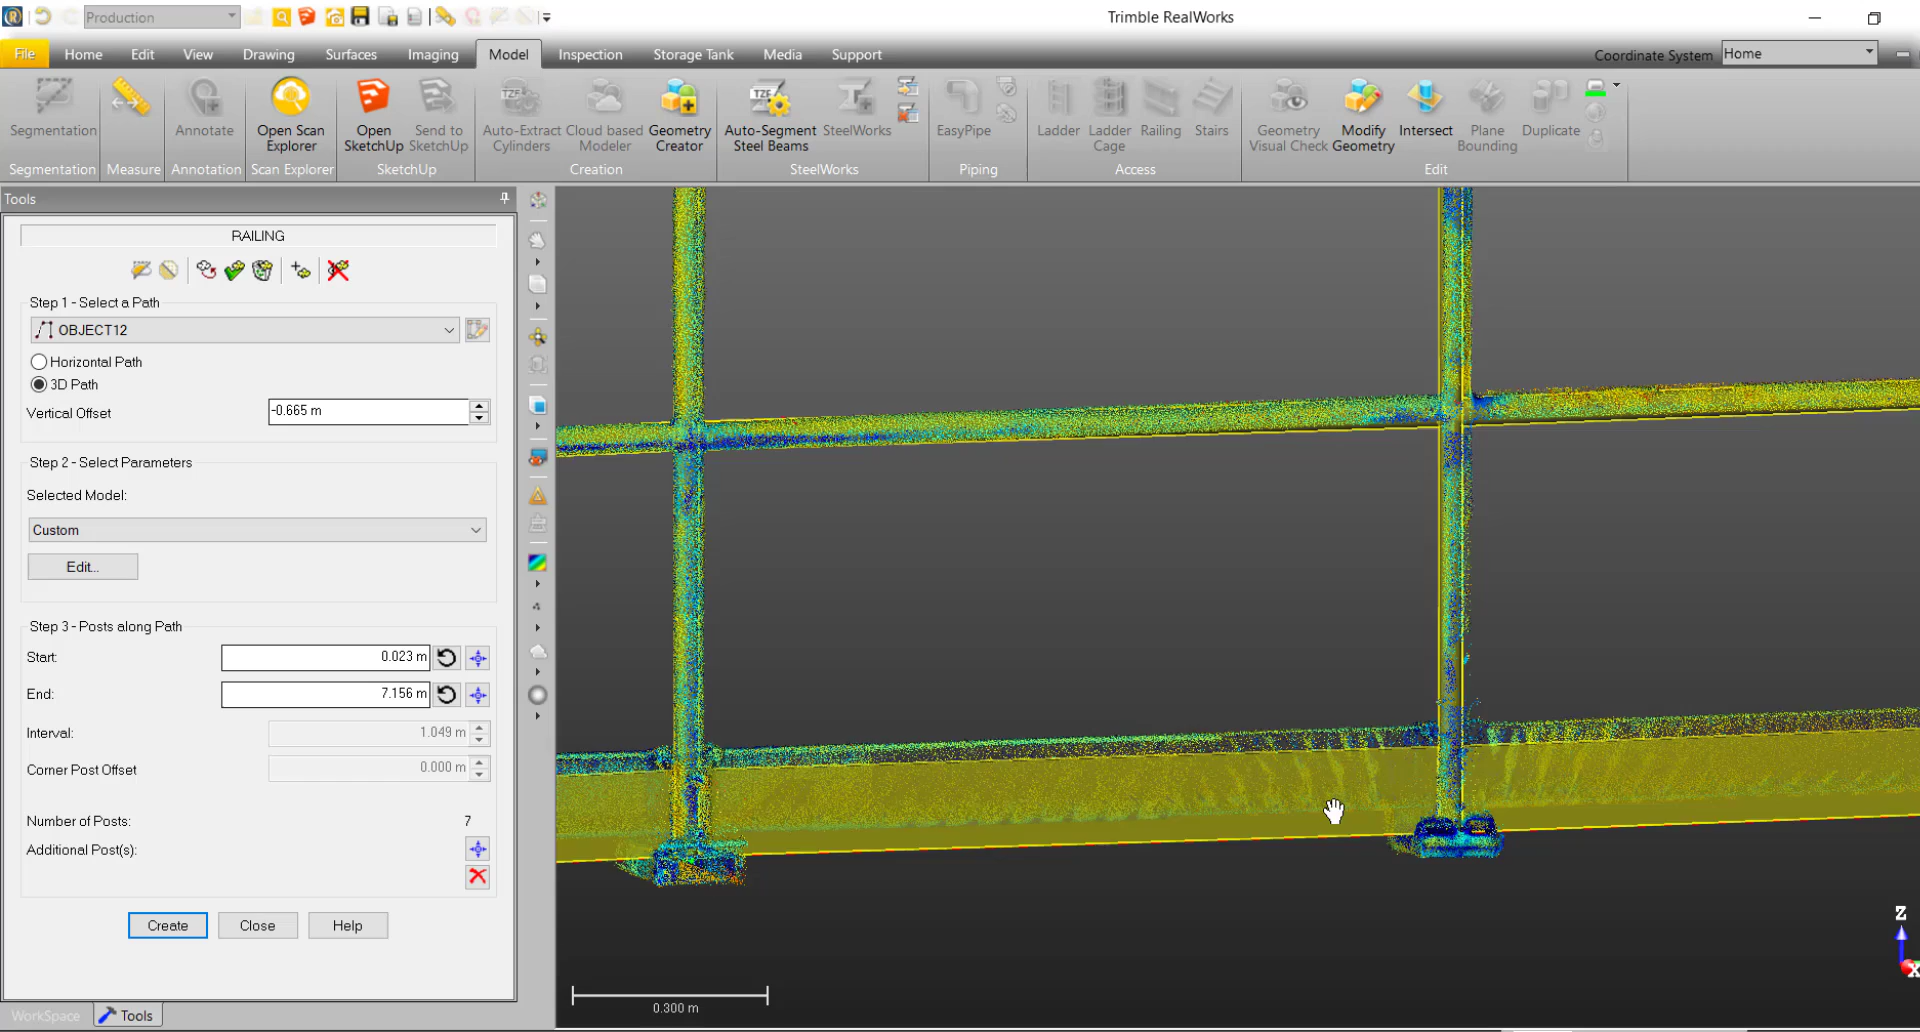 Production
Trimble RealWorks
File
Home
Edit
View
Drawing
Surfaces
Imaging
Model
Inspection
Storage Tank
Media
Support
Coordinate System
Home
Segmentation
Annotate
Open Scan
Explorer
Open
SketchUp
Send to
SketchUp
Auto-Extract
Cylinders
Cloud based
Modeler
Geometry
Creator
TZF
Auto-Segment
Steel Beams
SteelWorks
EasyPipe
Ladder
Ladder
Cage
Railing
Stairs
Geometry
Visual Check
Modify
Geometry
Intersect
Plane
Bounding
Duplicate
Segmentation
Measure
Annotation
Scan Explorer
SketchUp
Creation
SteelWorks
Piping
Access
Edit
Tools
RAILING
Step 1 - Select a Path
OBJECT12
Horizontal Path
3D Path
Vertical Offset
-0.665 m
Step 2 - Select Parameters
Selected Model:
Custom
Edit...
Step 3 - Posts along Path
Start:
0.023 m
End:
7.156 m
Interval:
1.049 m
Corner Post Offset
0.000 m
Number of Posts:
7
Additional Post(s):
Create
Close
Help
WorkSpace
Tools
0.300 m
Z
X